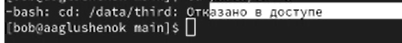 -bash: cd: /data/third: Отказано в доступе
[bob@aaglushenok main]$